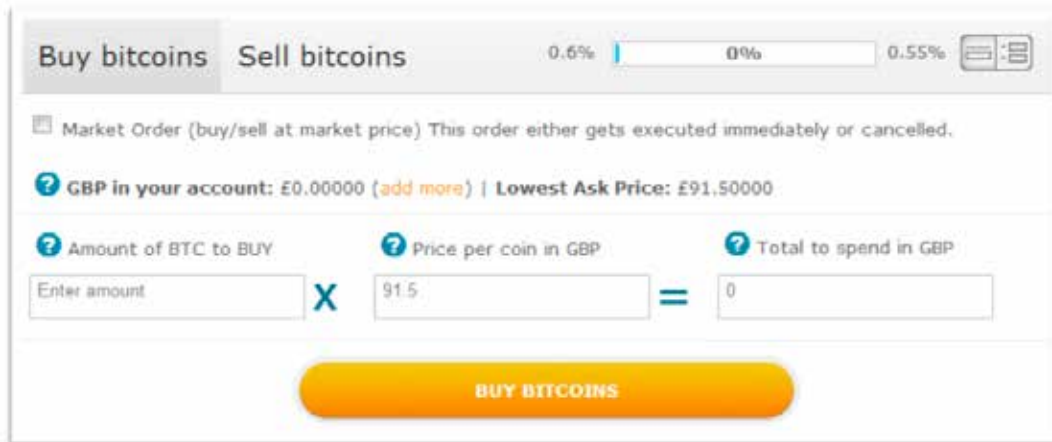 Buy bitcoins Sell bitcoins 0.6% 0% 0.55%
Market Order (buy/sell at market price) This order either gets executed immediately or cancelled.
? GBP in your account: £0.00000 (add more) | Lowest Ask Price: £91.50000
? Amount of BTC to BUY ? Price per coin in GBP ? Total to spend in GBP
Enter amount X 91.5 = 0
BUY BITCOINS